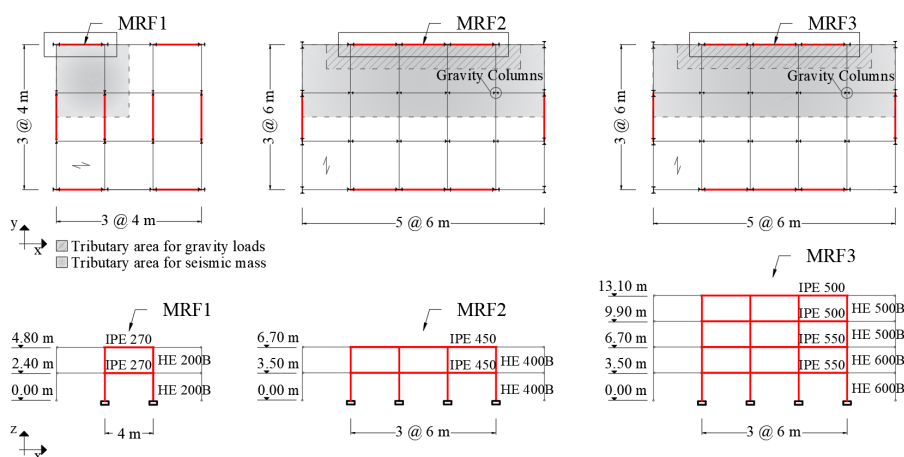 MRF1
MRF2
MRF3
Gravity Columns
Gravity Columns
3 @ 4 m
3 @ 6 m
3 @ 6 m
3 @ 4 m
5 @ 6 m
5 @ 6 m
y
x
Tributary area for gravity loads
Tributary area for seismic mass
MRF1
MRF2
MRF3
4.80 m
2.40 m
0.00 m
IPE 270
IPE 270
HE 200B
HE 200B
4 m
6.70 m
3.50 m
0.00 m
IPE 450
IPE 450
HE 400B
HE 400B
3 @ 6 m
13.10 m
9.90 m
6.70 m
3.50 m
0.00 m
IPE 500
IPE 500
IPE 550
IPE 550
HE 500B
HE 500B
HE 600B
HE 600B
3 @ 6 m
z
x